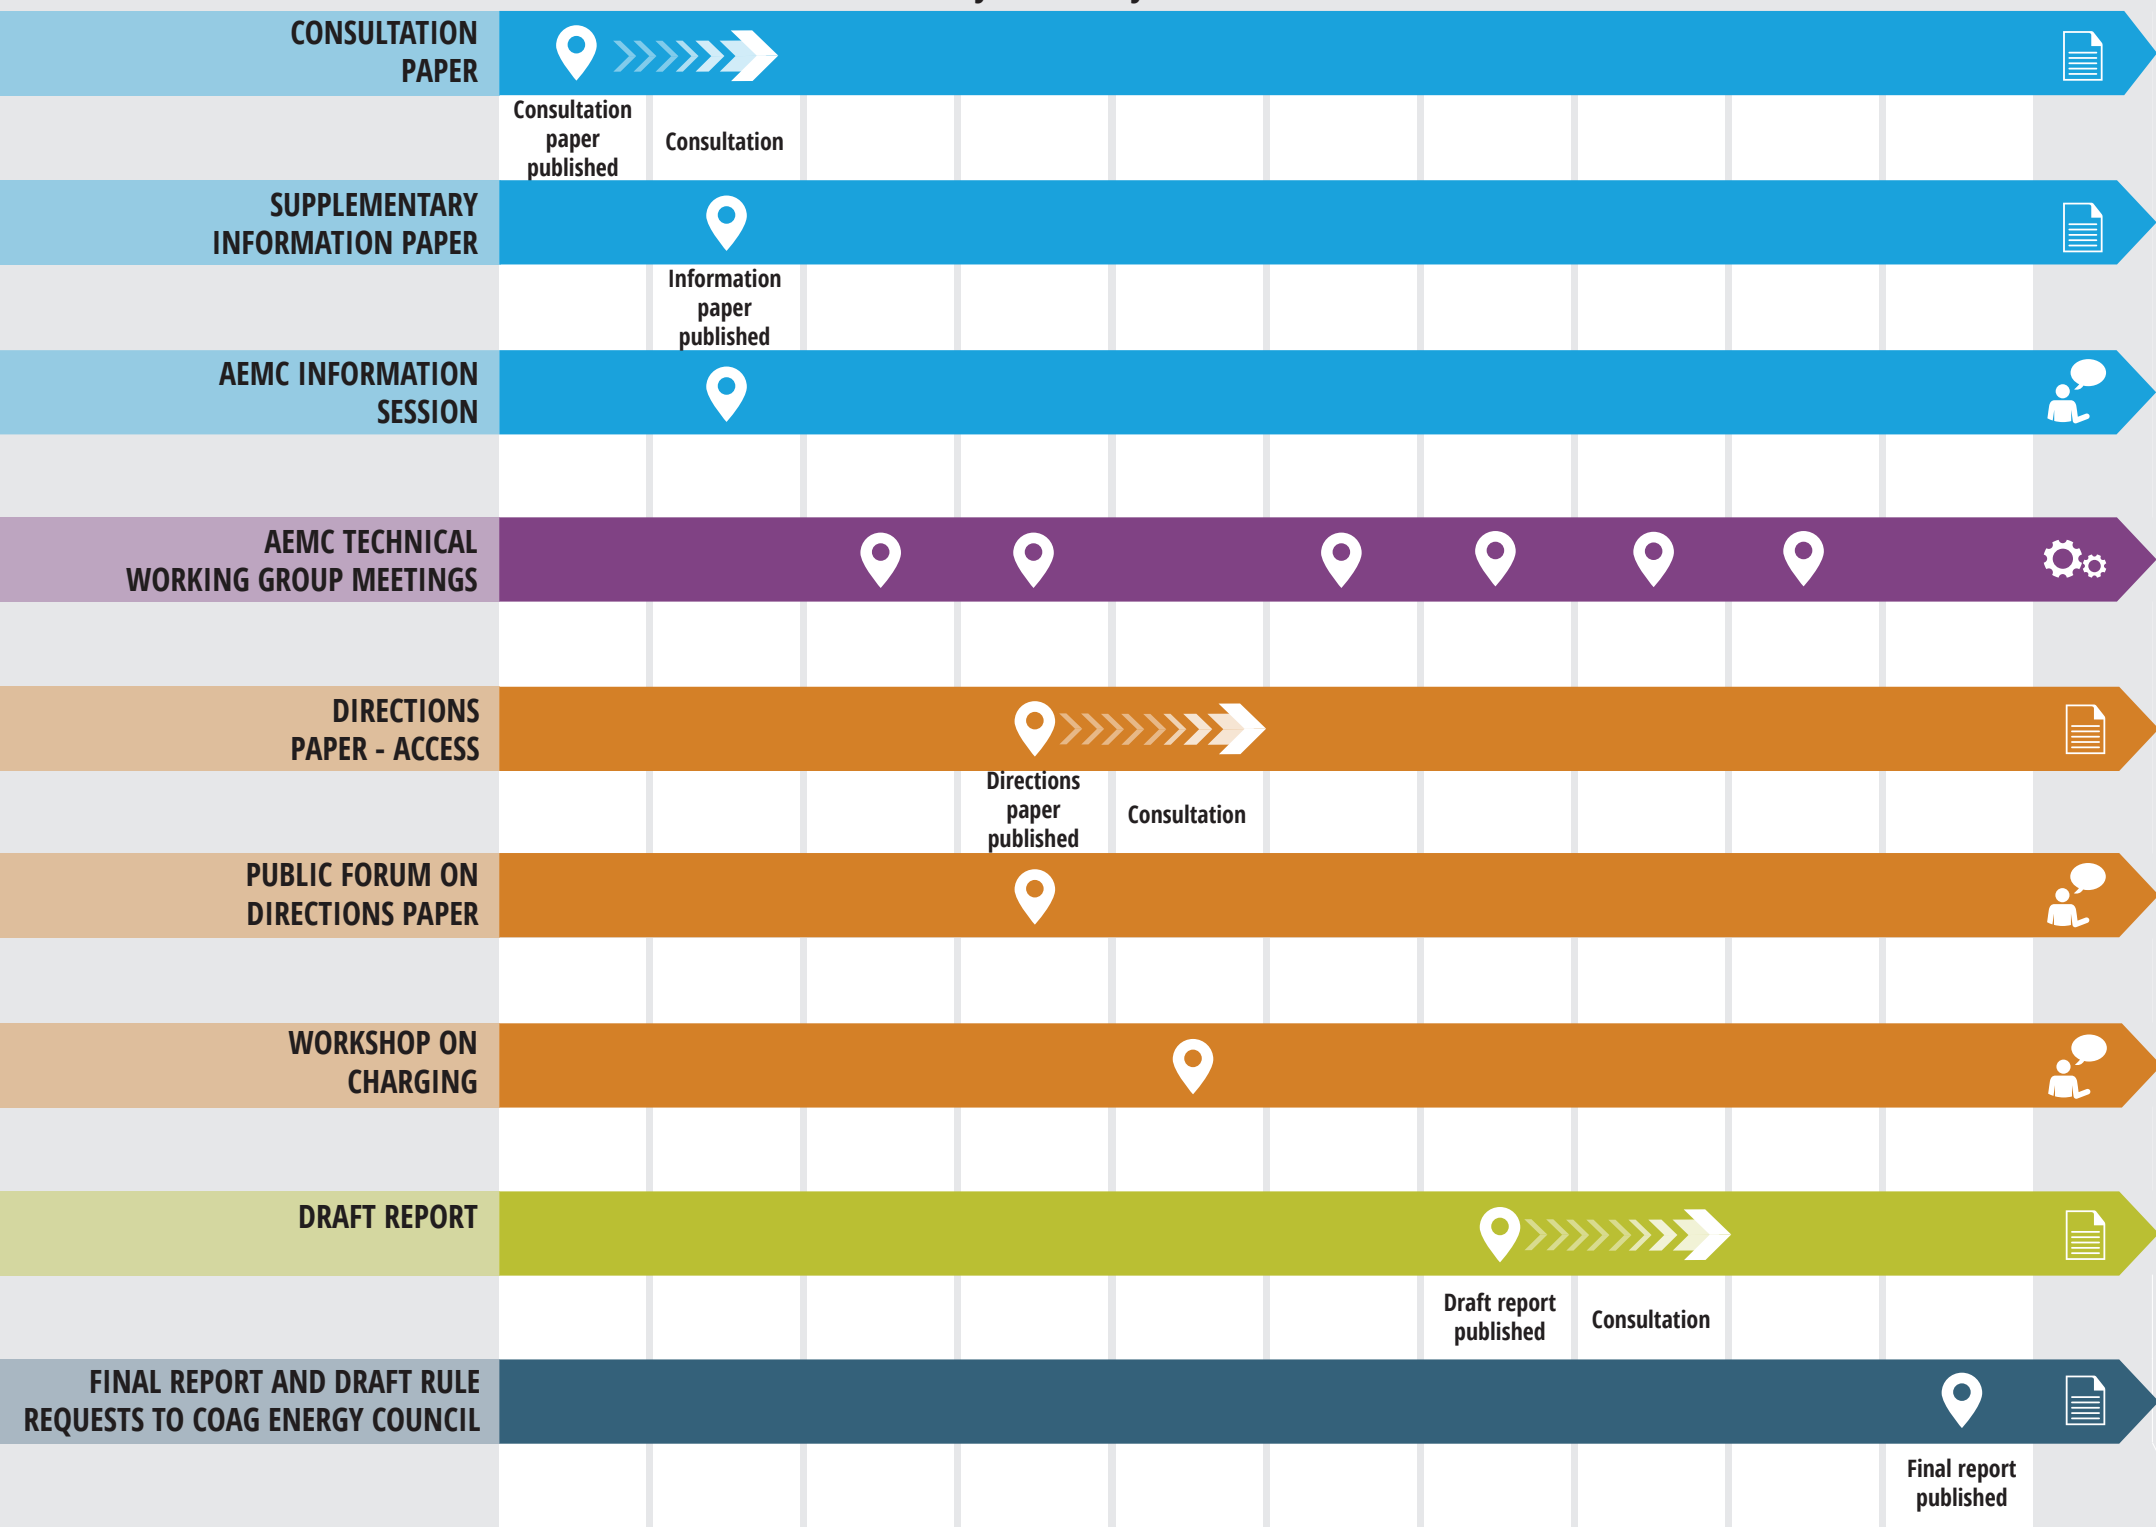 CONSULTATION
PAPER
Consultation
paper
published
Consultation
SUPPLEMENTARY
INFORMATION PAPER
Information
paper
published
AEMC INFORMATION
SESSION
AEMC TECHNICAL
WORKING GROUP MEETINGS
DIRECTIONS
PAPER - ACCESS
Directions
paper
published
Consultation
PUBLIC FORUM ON
DIRECTIONS PAPER
WORKSHOP ON
CHARGING
DRAFT REPORT
Draft report
published
Consultation
FINAL REPORT AND DRAFT RULE
REQUESTS TO COAG ENERGY COUNCIL
Final report
published